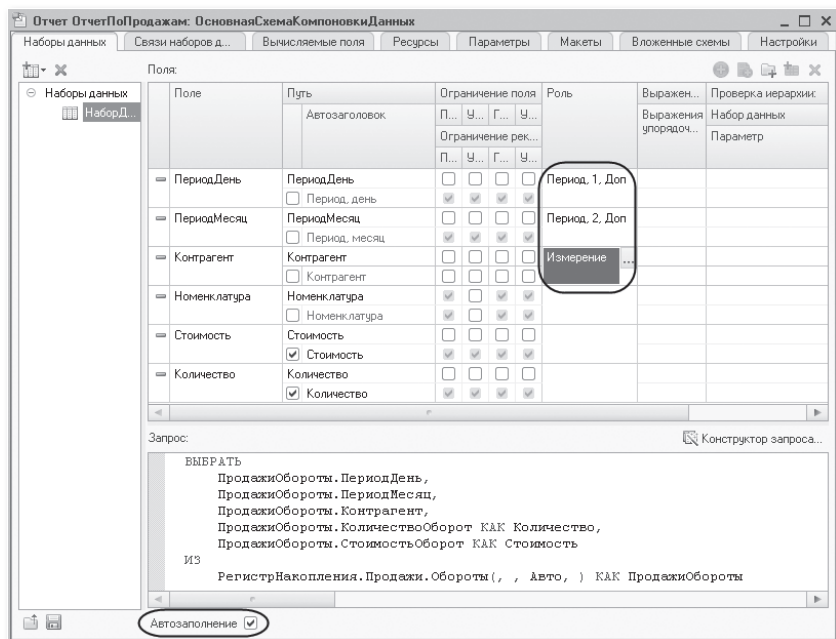 Отчет ОтчетПоПродажам: ОсновнаяСхемаКомпоновкиДанных
Наборы данных Связи наборов д... Вычисляемые поля Ресурсы Параметры Макеты Вложенные схемы Настройки
Поля:
Наборы данных
НаборД...
Поле Путь Ограничение поля Роль Выражен... Проверка иерархии:
Автозаголовок П... У... Г... У... Выражения упорядоч... Набор данных
Ограничение рек... Параметр
П... У... Г... У...
ПериодДень ПериодДень Период, 1, Доп
Период, день
ПериодМесяц ПериодМесяц Период, 2, Доп
Период, месяц
Контрагент Контрагент Измерение ...
Контрагент
Номенклатура Номенклатура
Номенклатура
Стоимость Стоимость
Стоимость
Количество Количество
Количество
Запрос: Конструктор запроса...
ВЫБРАТЬ
ПродажиОбороты.ПериодДень,
ПродажиОбороты.ПериодМесяц,
ПродажиОбороты.Контрагент,
ПродажиОбороты.КоличествоОборот КАК Количество,
ПродажиОбороты.СтоимостьОборот КАК Стоимость
ИЗ
РегистрНакопления.Продажи.Обороты(, , Авто, ) КАК ПродажиОбороты
Автозаполнение